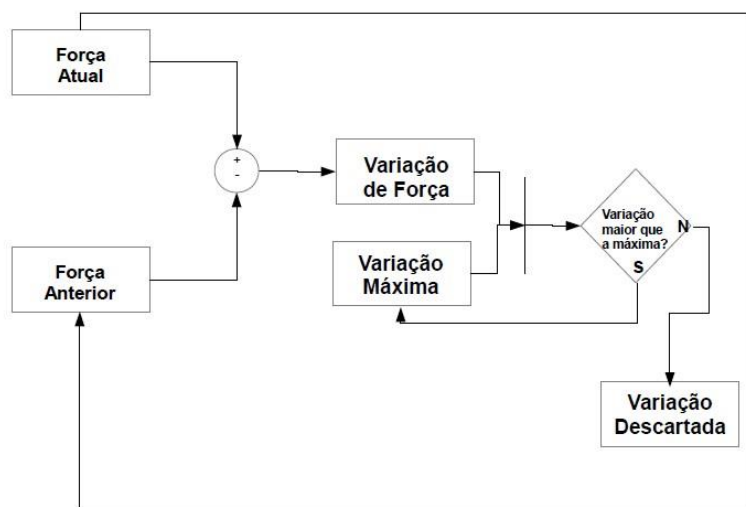 Força
Atual
+
-
Variação
de Força
Variação
maior que
a máxima?
N
S
Força
Anterior
Variação
Máxima
Variação
Descartada